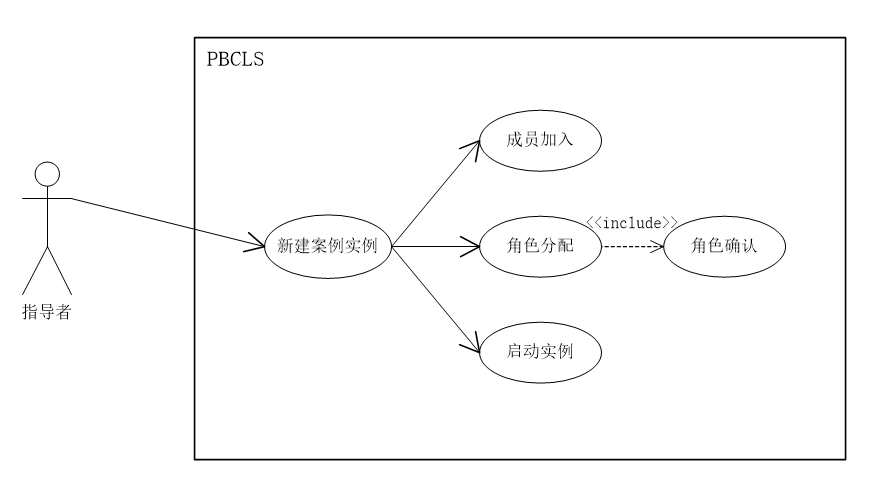 PBCLS
成员加入
<<include>>
新建案例实例
角色分配
角色确认
指导者
启动实例